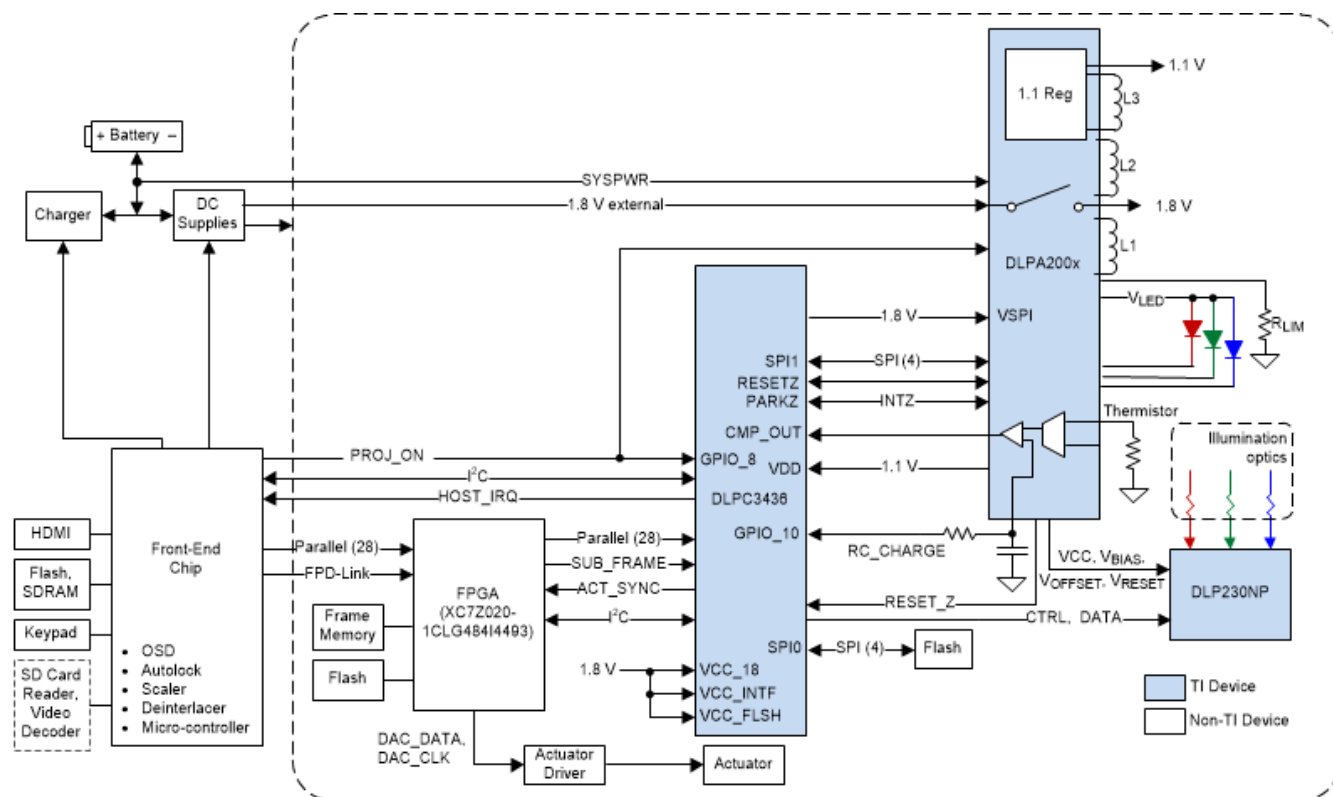 + Battery –
Charger
DC
Supplies
SYSPWR
1.8 V external
1.1 Reg
1.1 V
L3
L2
1.8 V
L1
DLPA200x
VLED
RLIM
1.8 V
VSPI
SPI1
SPI (4)
RESETZ
PARKZ
INTZ
CMP_OUT
Thermistor
Illumination
optics
PROJ_ON
GPIO_8
VDD
1.1 V
I2C
HOST_IRQ
DLPC3436
GPIO_10
RC_CHARGE
HDMI
Flash,
SDRAM
Keypad
SD Card
Reader,
Video
Decoder
Front-End
Chip
• OSD
• Autolock
• Scaler
• Deinterlacer
• Micro-controller
Parallel (28)
FPD-Link
FPGA
(XC7Z020-
1CLG484I4493)
Frame
Memory
Flash
Parallel (28)
SUB_FRAME
ACT_SYNC
I2C
VCC, VBIAS,
VOFFSET, VRESET
DLP230NP
RESET_Z
CTRL, DATA
SPI0
SPI (4)
Flash
1.8 V
VCC_18
VCC_INTF
VCC_FLSH
DAC_DATA,
DAC_CLK
Actuator
Driver
Actuator
TI Device
Non-TI Device